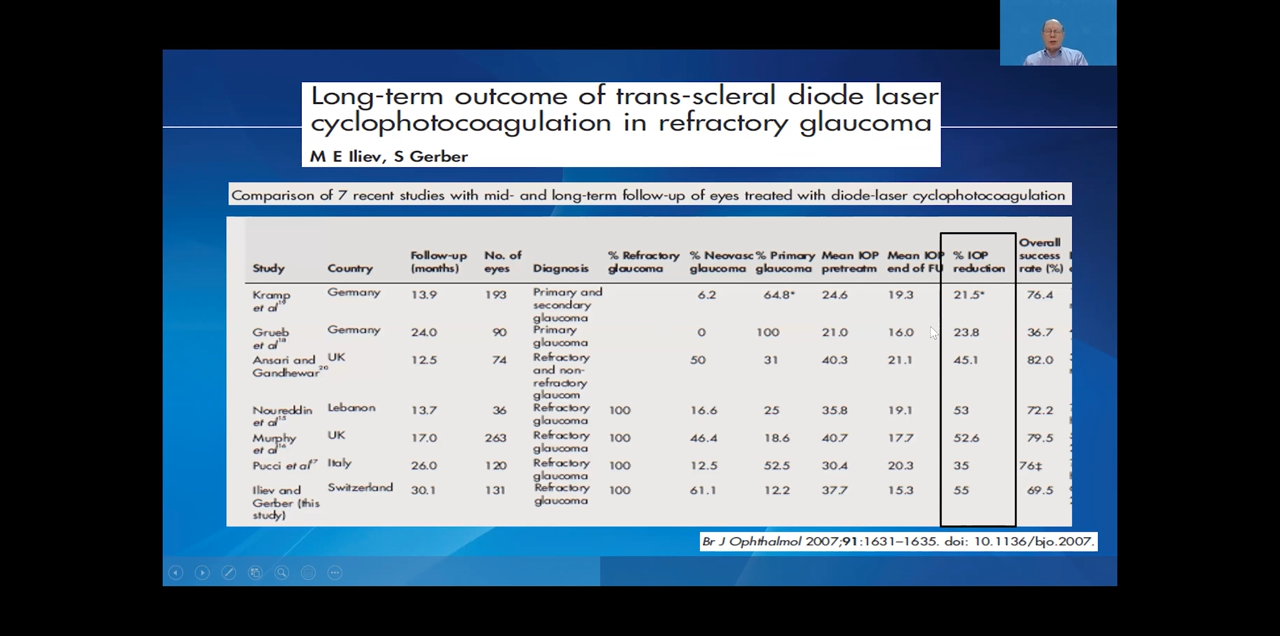 Long-term outcome of trans-scleral diode laser
cyclophotocoagulation in refractory glaucoma
M E Iliev, S Gerber
Comparison of 7 recent studies with mid- and long-term follow-up of eyes treated with diode-laser cyclophotocoagulation
Study Country Follow-up (months) No. of eyes Diagnosis % Refractory glaucoma % Neovasc glaucoma % Primary glaucoma Mean IOP pretreatm Mean IOP end of FU % IOP reduction Overall success rate (%)
Kramp et al19 Germany 13.9 193 Primary and secondary glaucoma 6.2 64.8* 24.6 19.3 21.5* 76.4
Grueb et al18 Germany 24.0 90 Primary glaucoma 0 100 21.0 16.0 23.8 36.7
Ansari and Gandhewar20 UK 12.5 74 Refractory and non-refractory glaucom 50 31 40.3 21.1 45.1 82.0
Noureddin et al15 Lebanon 13.7 36 Refractory glaucoma 100 16.6 25 35.8 19.1 53 72.2
Murphy et al16 UK 17.0 263 Refractory glaucoma 100 46.4 18.6 40.7 17.7 52.6 79.5
Pucci et al7 Italy 26.0 120 Refractory glaucoma 100 12.5 52.5 30.4 20.3 35 76‡
Iliev and Gerber (this study) Switzerland 30.1 131 Refractory glaucoma 100 61.1 12.2 37.7 15.3 55 69.5
Br J Ophthalmol 2007;91:1631–1635. doi: 10.1136/bjo.2007.